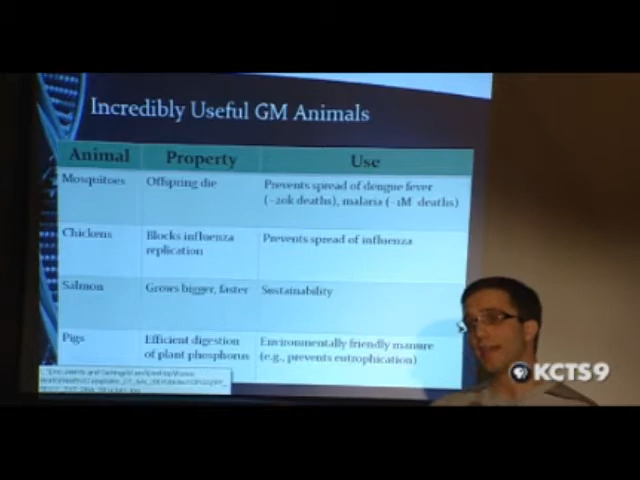 Incredibly Useful GM Animals
Animal Property Use
Mosquitoes Offspring die Prevents spread of dengue fever
(~20k deaths), malaria (~1M deaths)
Chickens Blocks influenza Prevents spread of influenza
replication
Salmon Grows bigger, faster Sustainability
Pigs Efficient digestion Environmentally friendly manure
of plant phosphorus (e.g., prevents eutrophication)
KCTS9